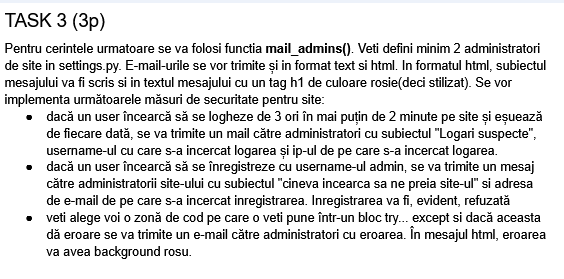 TASK 3 (3p)
Pentru cerintele urmatoare se va folosi functia mail_admins(). Veti defini minim 2 administratori
de site in settings.py. E-mail-urile se vor trimite și in format text si html. In formatul html, subiectul
mesajului va fi scris si in textul mesajului cu un tag h1 de culoare rosie(deci stilizat). Se vor
implementa următoarele măsuri de securitate pentru site:
● dacă un user încearcă să se logheze de 3 ori în mai puțin de 2 minute pe site și eșuează
de fiecare dată, se va trimite un mail către administratori cu subiectul "Logari suspecte",
username-ul cu care s-a incercat logarea și ip-ul de pe care s-a incercat logarea.
● dacă un user încearcă să se înregistreze cu username-ul admin, se va trimite un mesaj
către administratorii site-ului cu subiectul "cineva incearca sa ne preia site-ul" si adresa
de e-mail de pe care s-a incercat inregistrarea. Inregistrarea va fi, evident, refuzată
● veti alege voi o zonă de cod pe care o veti pune într-un bloc try... except si dacă aceasta
dă eroare se va trimite un e-mail către administratori cu eroarea. În mesajul html, eroarea
va avea background rosu.